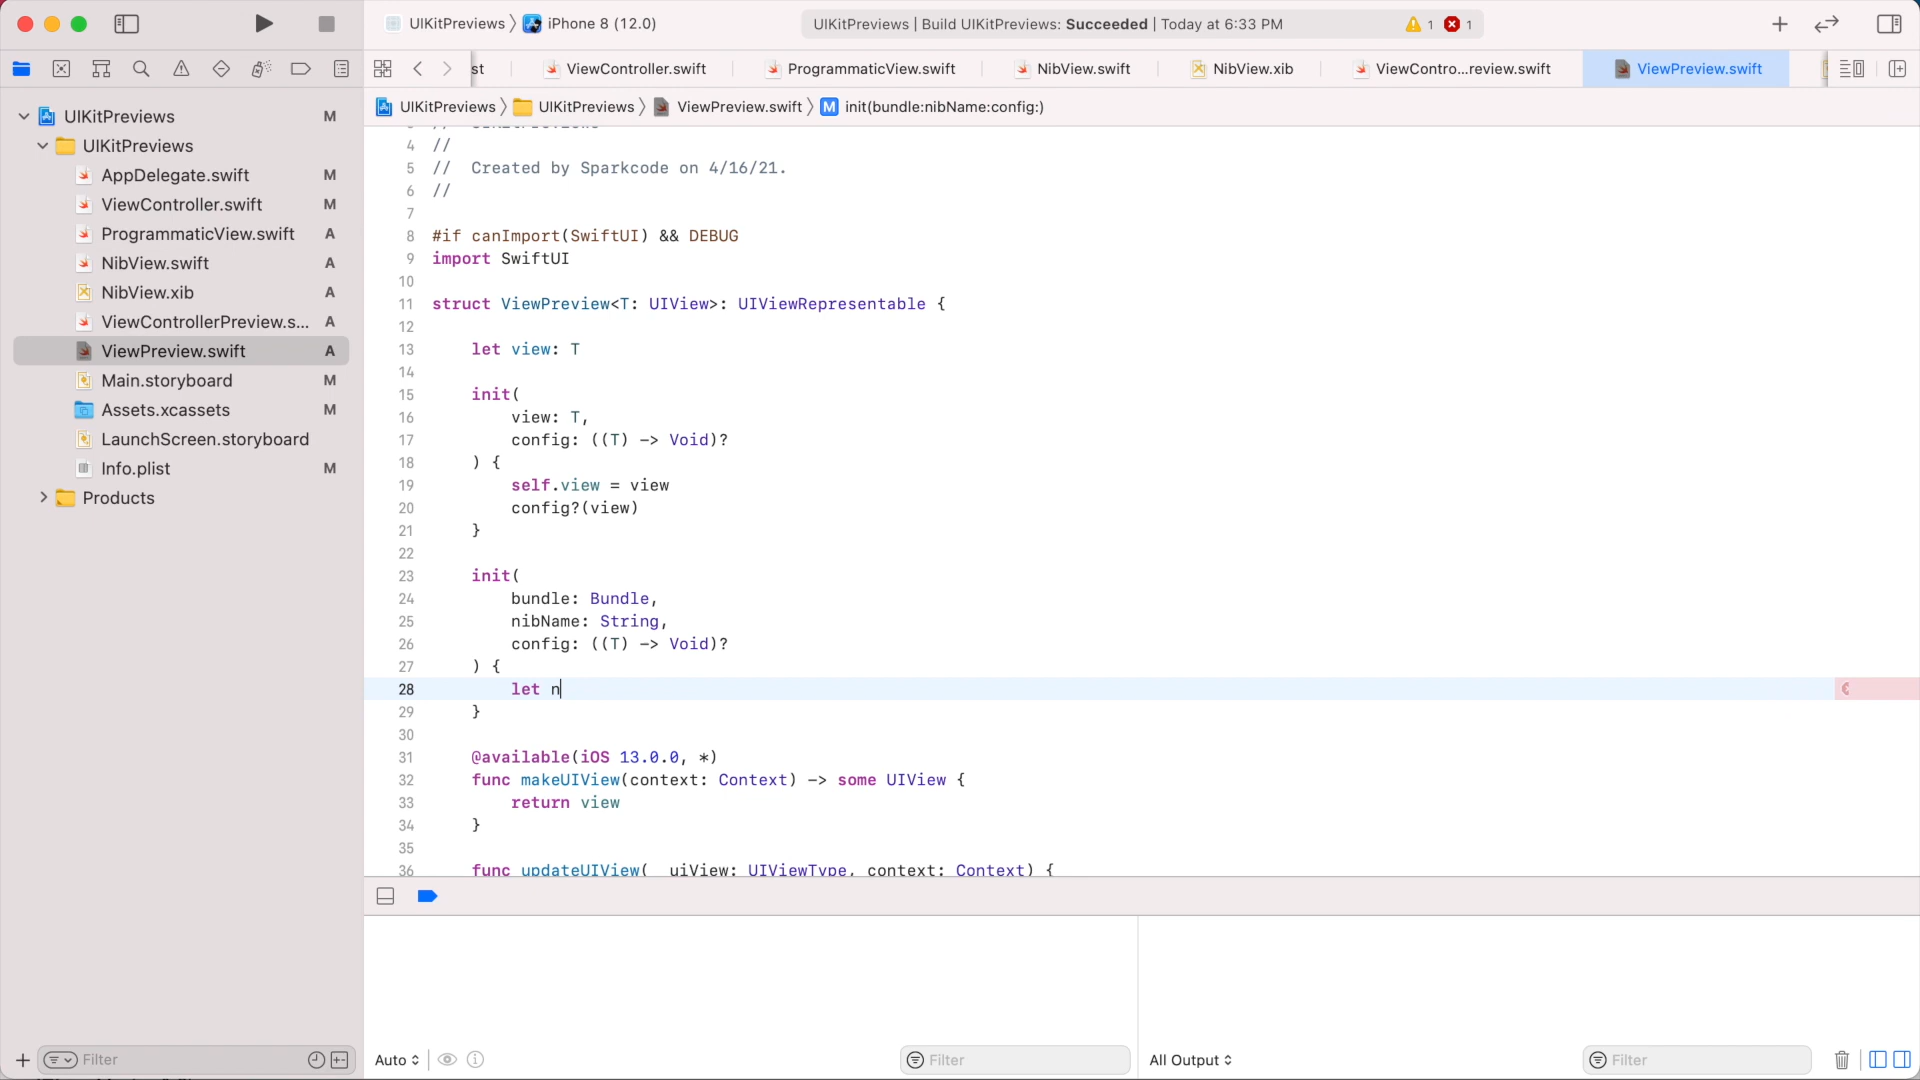 UIKitPreviews
iPhone 8 (12.0)
UIKitPreviews | Build UIKitPreviews: Succeeded | Today at 6:33 PM
1
1
st
ViewController.swift
ProgrammaticView.swift
NibView.swift
NibView.xib
ViewContro...review.swift
ViewPreview.swift
UIKitPreviews
UIKitPreviews
ViewPreview.swift
M
init(bundle:nibName:config:)
UIKitPreviews M
UIKitPreviews
AppDelegate.swift M
ViewController.swift M
ProgrammaticView.swift A
NibView.swift A
NibView.xib A
ViewControllerPreview.s... A
ViewPreview.swift A
Main.storyboard M
Assets.xcassets M
LaunchScreen.storyboard
Info.plist M
Products
3 // UIKitPreviews
4 //
5 // Created by Sparkcode on 4/16/21.
6 //
7
8 #if canImport(SwiftUI) && DEBUG
9 import SwiftUI
10
11 struct ViewPreview<T: UIView>: UIViewRepresentable {
12
13 let view: T
14
15 init(
16 view: T,
17 config: ((T) -> Void)?
18 ) {
19 self.view = view
20 config?(view)
21 }
22
23 init(
24 bundle: Bundle,
25 nibName: String,
26 config: ((T) -> Void)?
27 ) {
28 let n
29 }
30
31 @available(iOS 13.0.0, *)
32 func makeUIView(context: Context) -> some UIView {
33 return view
34 }
35
36 func updateUIView(_ uiView: UIViewType, context: Context) {
Filter
Auto
Filter
All Output
Filter